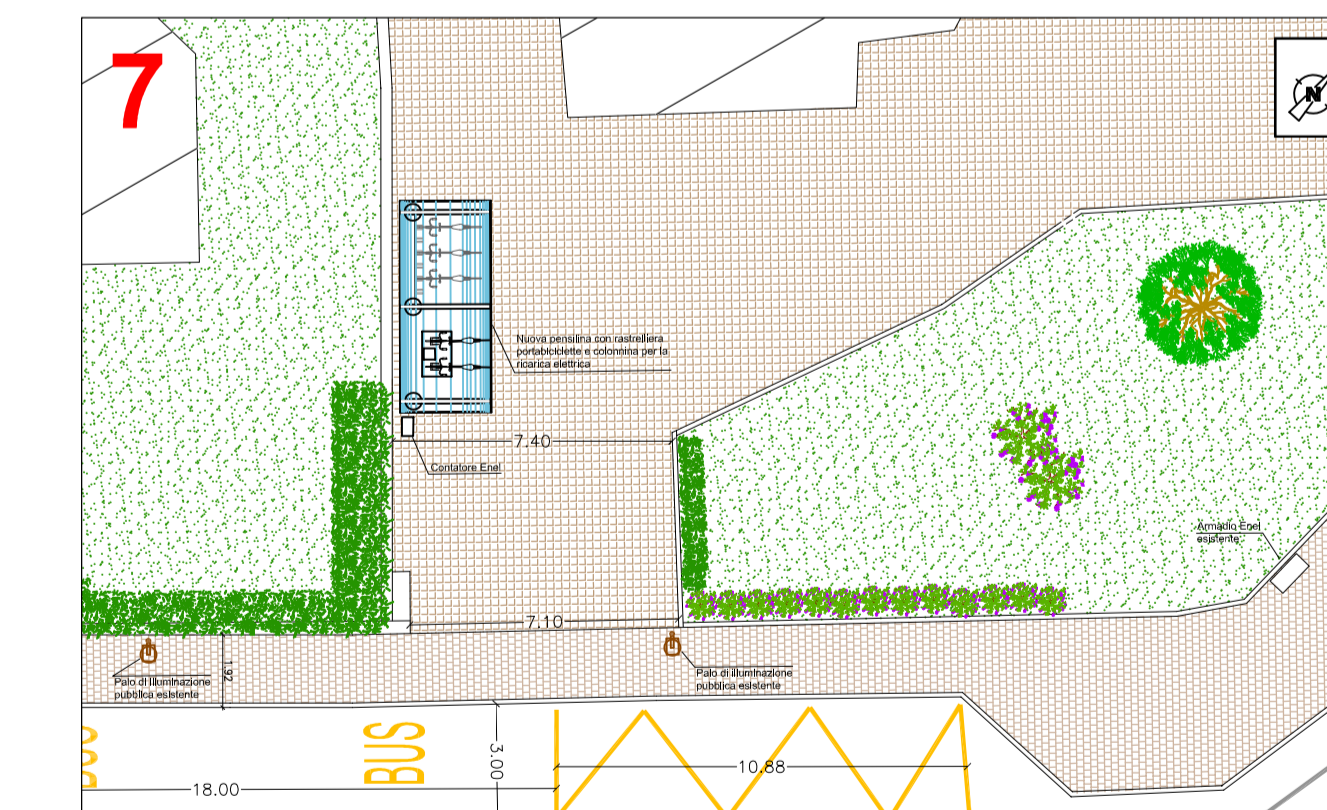 7
N
Nuova pensilina con rastrelliera
portabiciclette e colonnina per la
ricarica elettrica
7.40
Contatore Enel
Armadio Enel
esistente
7.10
1.92
Palo di illuminazione
pubblica esistente
Palo di illuminazione
pubblica esistente
BUS
3.00
10.88
18.00